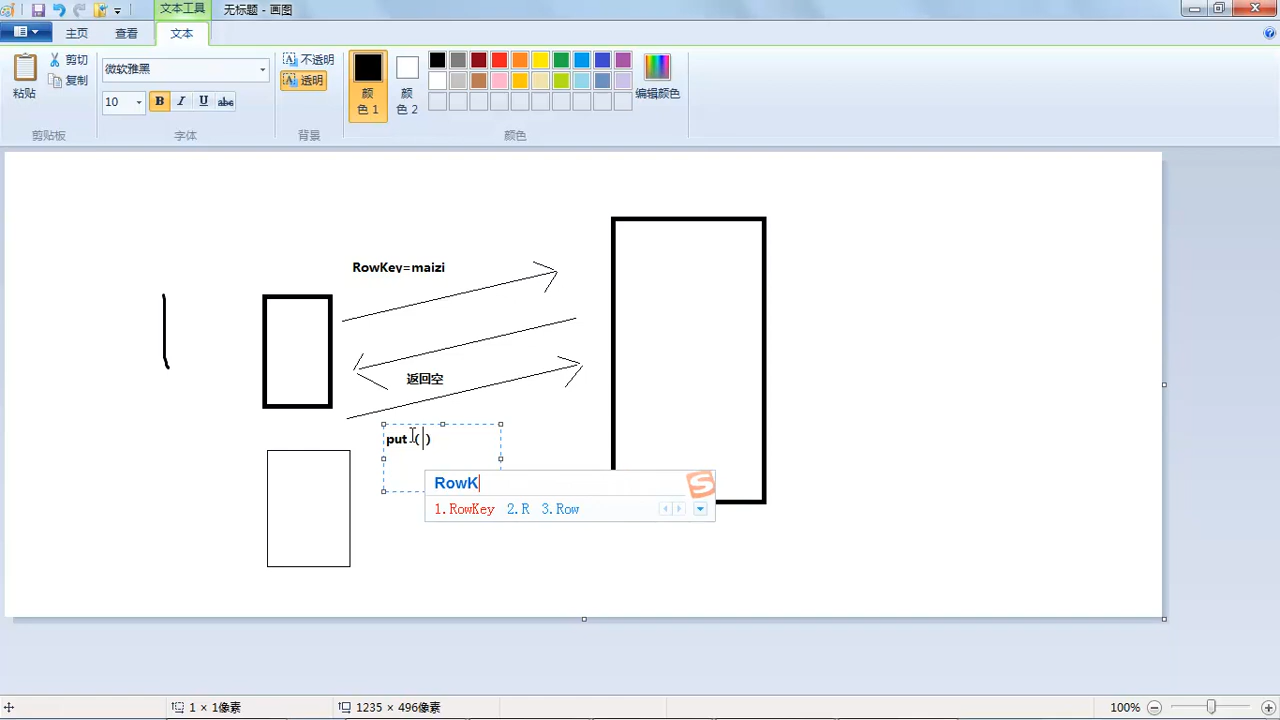 文本工具
无标题 - 画图
主页
查看
文本
粘贴
剪切
复制
剪贴板
微软雅黑
10
B I U abc
字体
不透明
透明
背景
颜色 1
颜色 2
编辑颜色
颜色
RowKey=maizi
返回空
put ( )
RowK
1.RowKey 2.R 3.Row
1 × 1像素
1235 × 496像素
100%